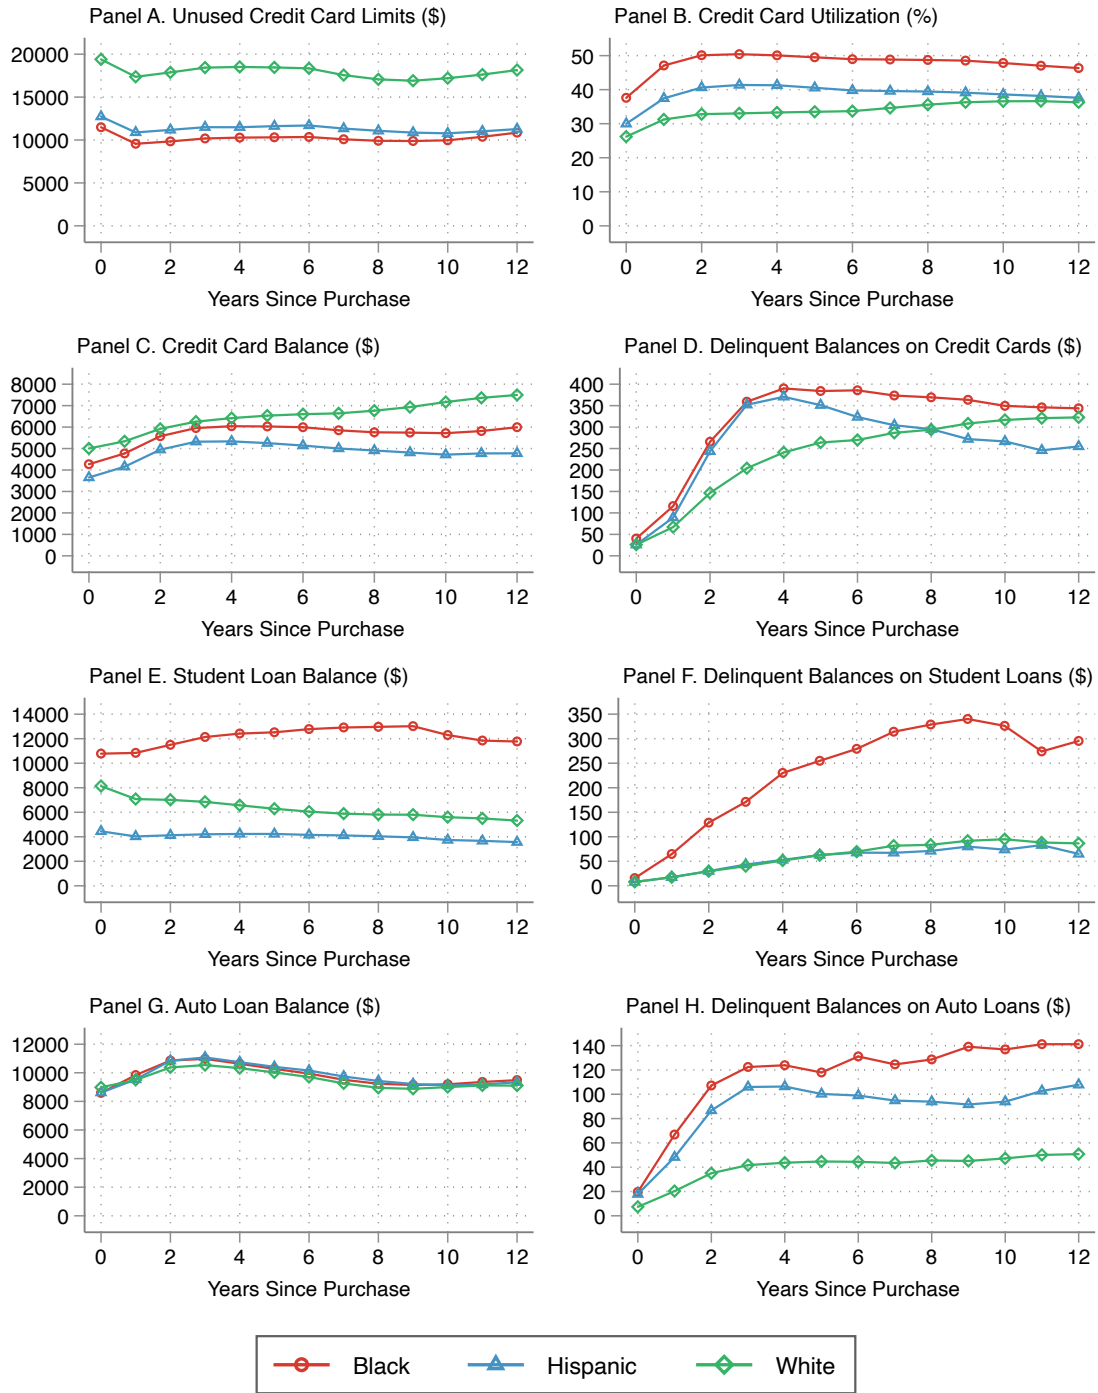 Panel A. Unused Credit Card Limits ($)
20000
15000
10000
5000
0
0 2 4 6 8 10 12
Years Since Purchase
Panel B. Credit Card Utilization (%)
50
40
30
20
10
0
0 2 4 6 8 10 12
Years Since Purchase
Panel C. Credit Card Balance ($)
8000
7000
6000
5000
4000
3000
2000
1000
0
0 2 4 6 8 10 12
Years Since Purchase
Panel D. Delinquent Balances on Credit Cards ($)
400
350
300
250
200
150
100
50
0
0 2 4 6 8 10 12
Years Since Purchase
Panel E. Student Loan Balance ($)
14000
12000
10000
8000
6000
4000
2000
0
0 2 4 6 8 10 12
Years Since Purchase
Panel F. Delinquent Balances on Student Loans ($)
350
300
250
200
150
100
50
0
0 2 4 6 8 10 12
Years Since Purchase
Panel G. Auto Loan Balance ($)
12000
10000
8000
6000
4000
2000
0
0 2 4 6 8 10 12
Years Since Purchase
Panel H. Delinquent Balances on Auto Loans ($)
140
120
100
80
60
40
20
0
0 2 4 6 8 10 12
Years Since Purchase
Black Hispanic White